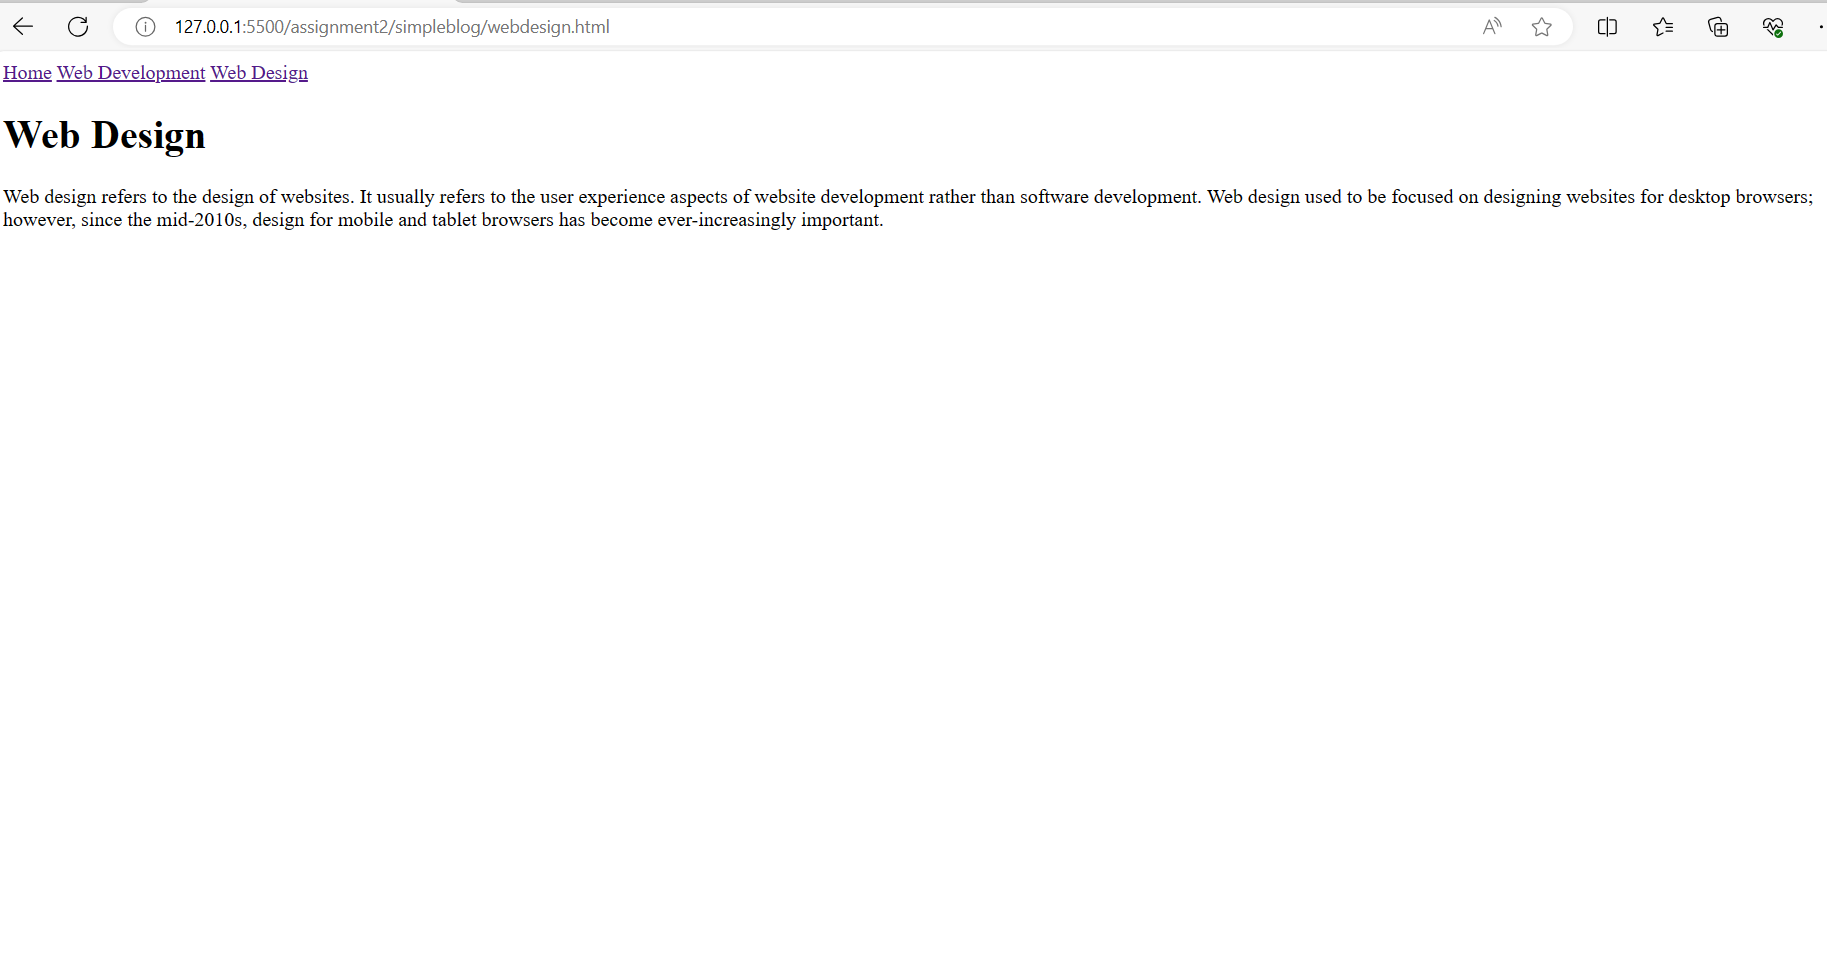 127.0.0.1:5500/assignment2/simpleblog/webdesign.html
Home Web Development Web Design
Web Design
Web design refers to the design of websites. It usually refers to the user experience aspects of website development rather than software development. Web design used to be focused on designing websites for desktop browsers;
however, since the mid-2010s, design for mobile and tablet browsers has become ever-increasingly important.